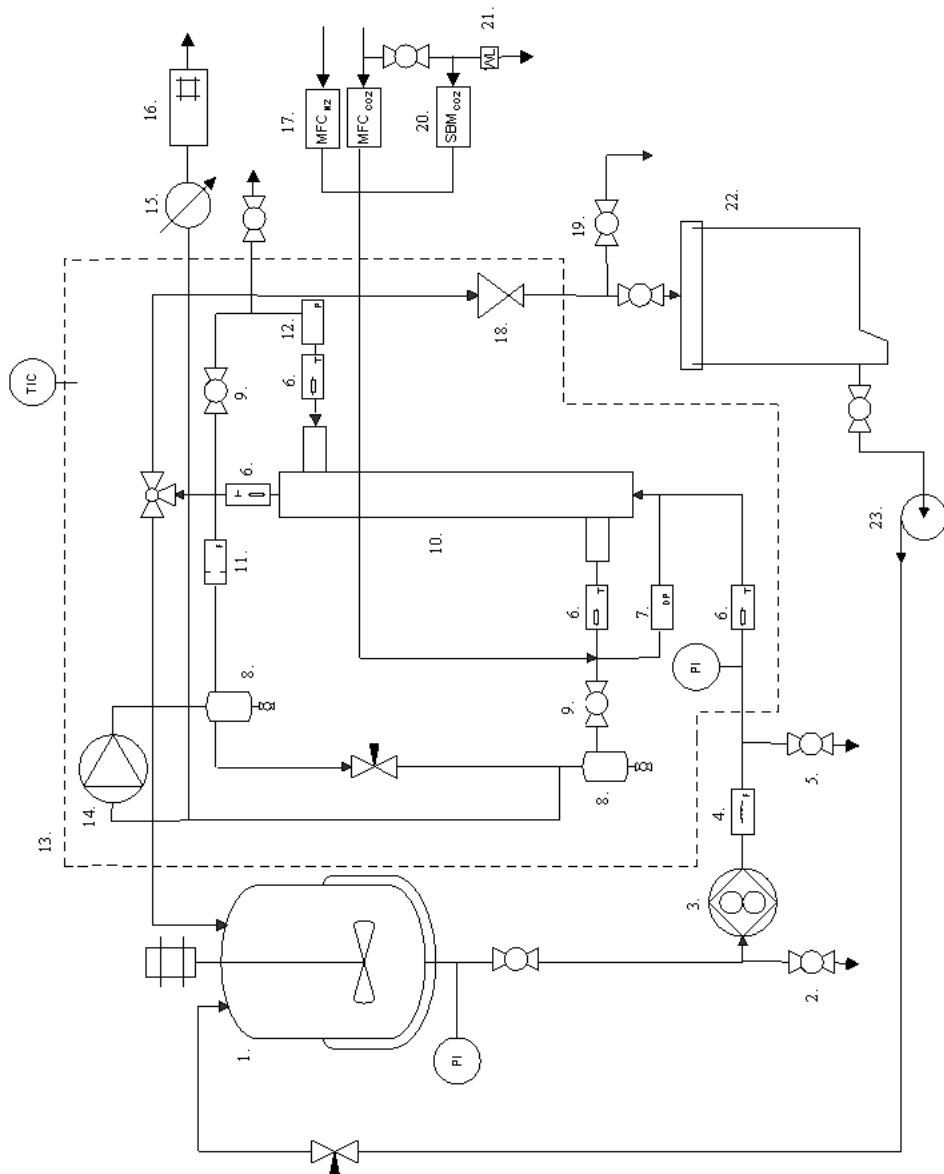 13.
TIC
14.
15.
16.
1.
8.
11.
F
6.
T
9.
12.
P
6.
T
17.
MFC N2
MFC CO2
20.
SBM CO2
21.
10.
PI
18.
19.
8.
9.
6.
T
7.
DP
22.
PI
3.
4.
F
6.
T
2.
5.
23.